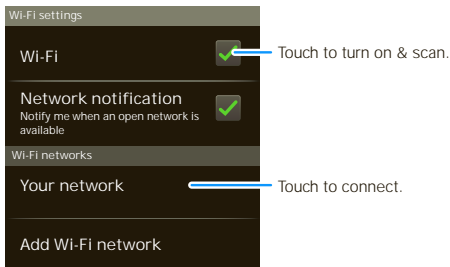 Wi-Fi settings
Wi-Fi
Touch to turn on & scan.
Network notification
Notify me when an open network is
available
Wi-Fi networks
Your network
Touch to connect.
Add Wi-Fi network